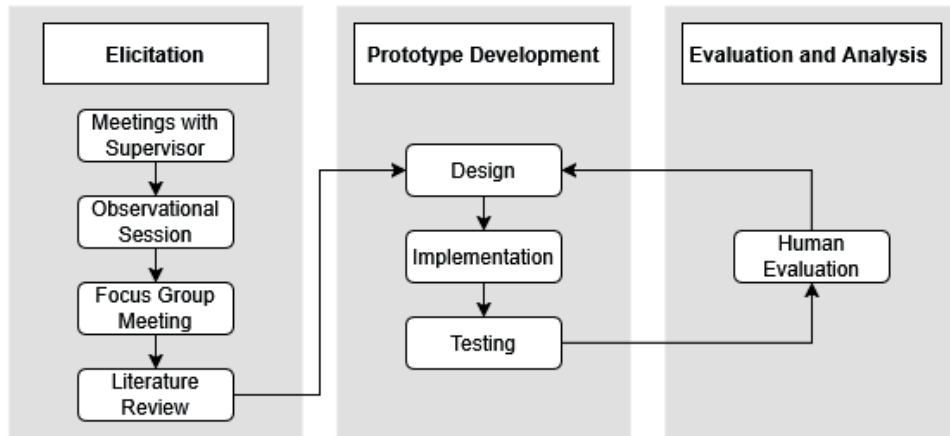 Elicitation
Meetings with
Supervisor
Observational
Session
Focus Group
Meeting
Literature
Review
Prototype Development
Design
Implementation
Testing
Evaluation and Analysis
Human
Evaluation